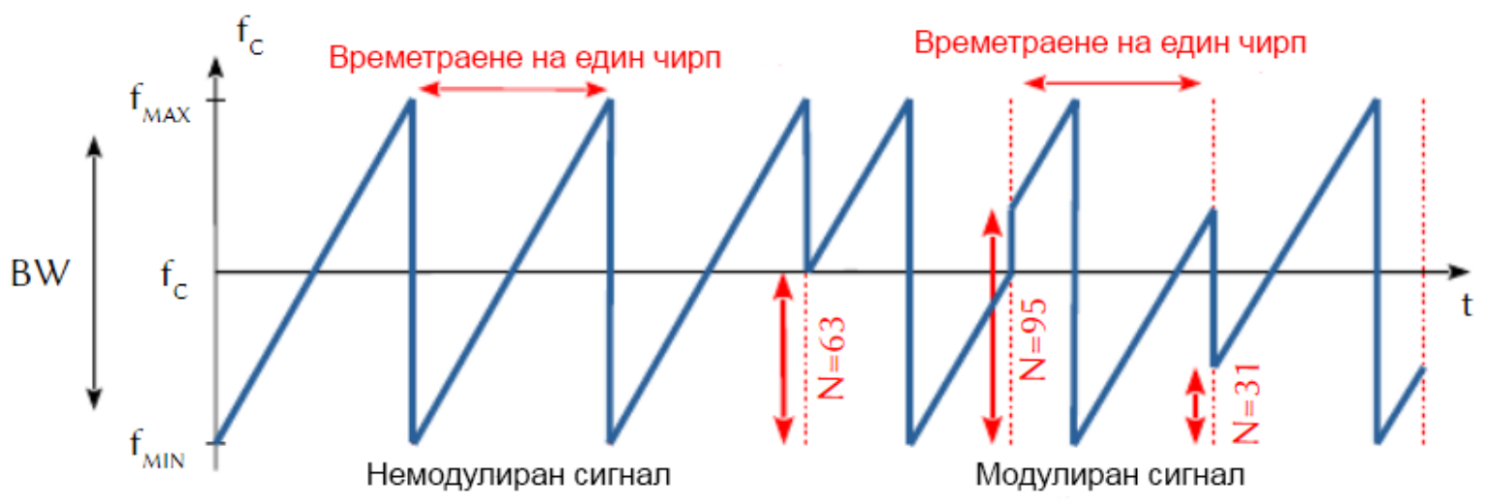 f_C
Времетраене на един чирп
Времетраене на един чирп
f_MAX
BW
f_C
t
N=63
N=95
N=31
f_MIN
Немодулиран сигнал
Модулиран сигнал